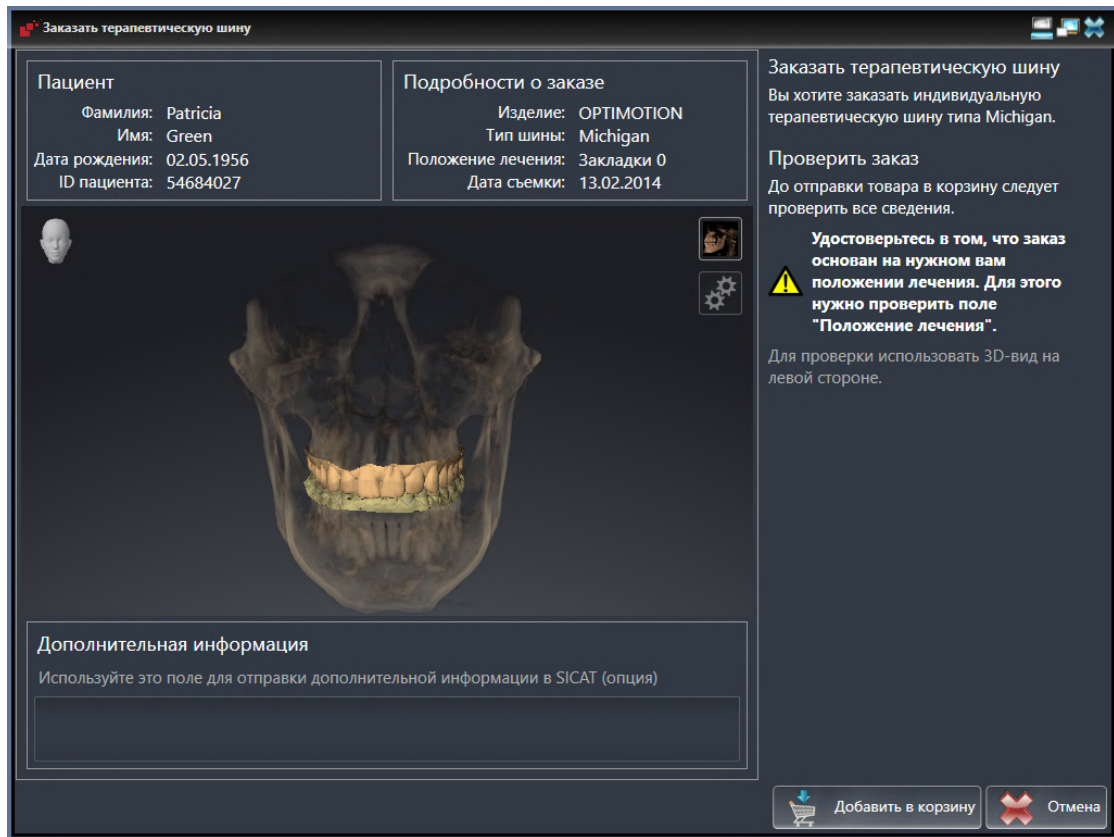 Заказать терапевтическую шину
Пациент
Фамилия: Patricia
Имя: Green
Дата рождения: 02.05.1956
ID пациента: 54684027
Подробности о заказе
Изделие: OPTIMOTION
Тип шины: Michigan
Положение лечения: Закладки 0
Дата съемки: 13.02.2014
Дополнительная информация
Используйте это поле для отправки дополнительной информации в SICAT (опция)
Заказать терапевтическую шину
Вы хотите заказать индивидуальную
терапевтическую шину типа Michigan.
Проверить заказ
До отправки товара в корзину следует
проверить все сведения.
Удостоверьтесь в том, что заказ
основан на нужном вам
положении лечения. Для этого
нужно проверить поле
"Положение лечения".
Для проверки использовать 3D-вид на
левой стороне.
Добавить в корзину
Отмена